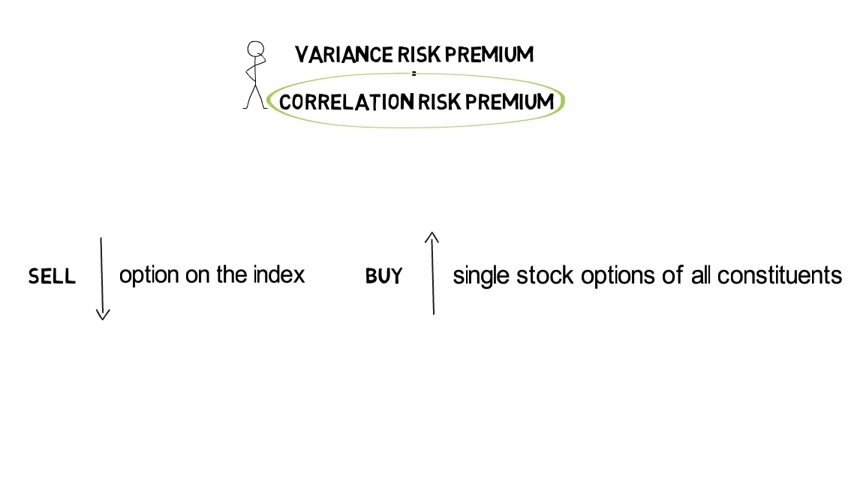 VARIANCE RISK PREMIUM
CORRELATION RISK PREMIUM
SELL option on the index BUY single stock options of all constituents